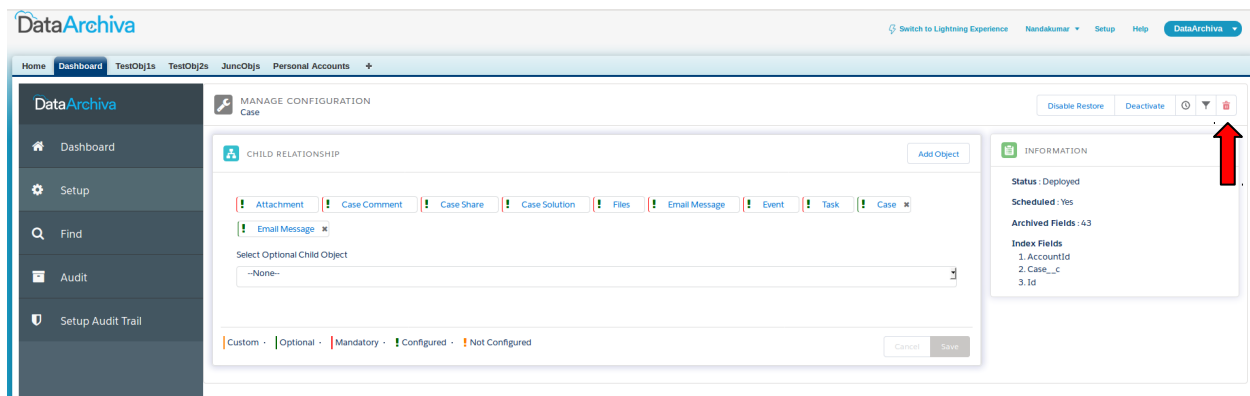 DataArchiva
Switch to Lightning Experience Nandakumar Setup Help DataArchiva
Home Dashboard TestObj1s TestObj2s JuncObjs Personal Accounts +
DataArchiva
Dashboard
Setup
Find
Audit
Setup Audit Trail
MANAGE CONFIGURATION
Case
Disable Restore Deactivate
CHILD RELATIONSHIP
Add Object
! Attachment ! Case Comment ! Case Share ! Case Solution ! Files ! Email Message ! Event ! Task ! Case ×
! Email Message ×
Select Optional Child Object
--None--
Custom · Optional · Mandatory · ! Configured · ! Not Configured
Cancel Save
INFORMATION
Status : Deployed
Scheduled : Yes
Archived Fields : 43
Index Fields
1. AccountId
2. Case__c
3. Id